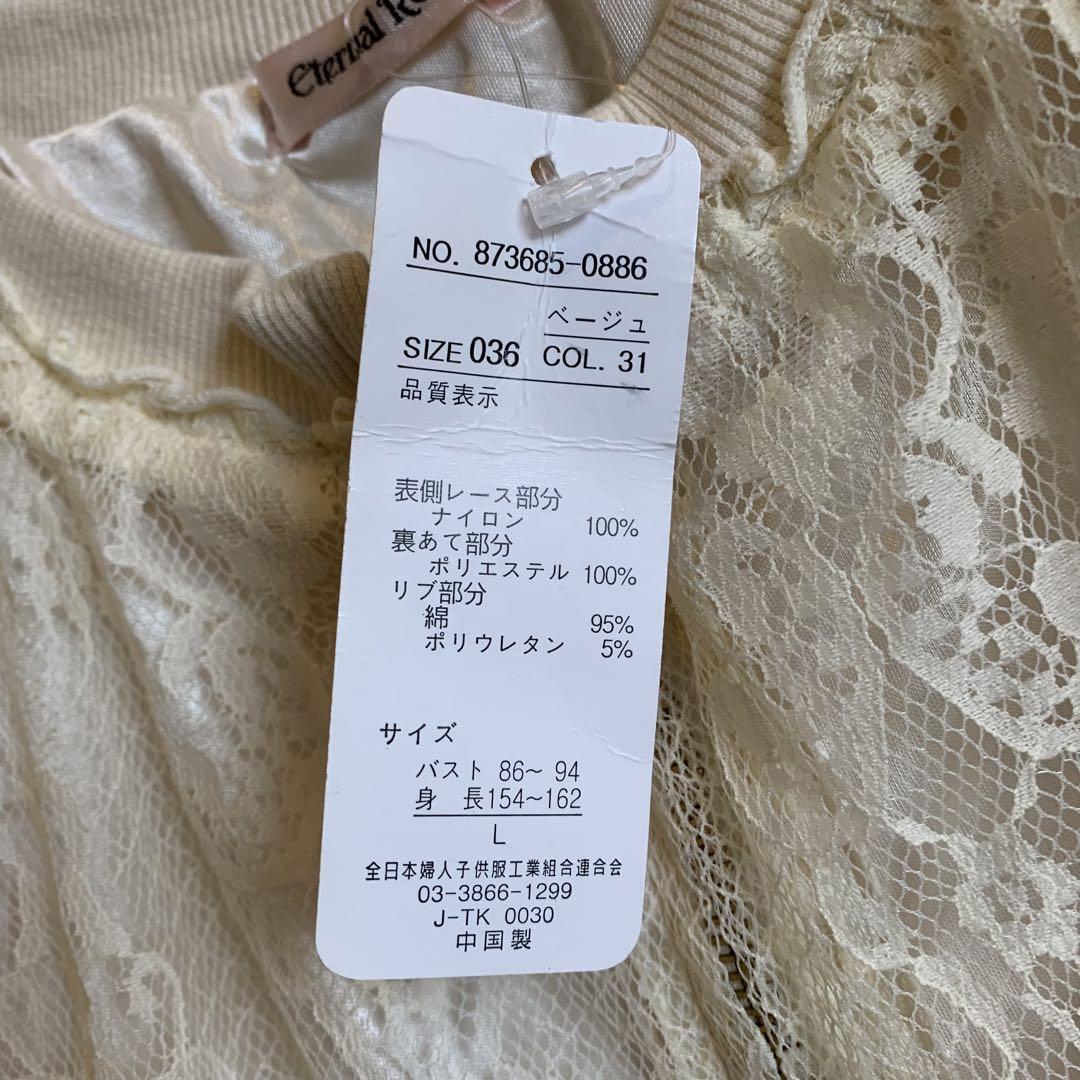 Eternal
NO. 873685-0886
ベージュ
SIZE 036 COL. 31
品質表示
表側レース部分
ナイロン 100%
裏あて部分
ポリエステル 100%
リブ部分
綿 95%
ポリウレタン 5%
サイズ
バスト 86～ 94
身 長154～162
L
全日本婦人子供服工業組合連合会
03-3866-1299
J-TK 0030
中国製